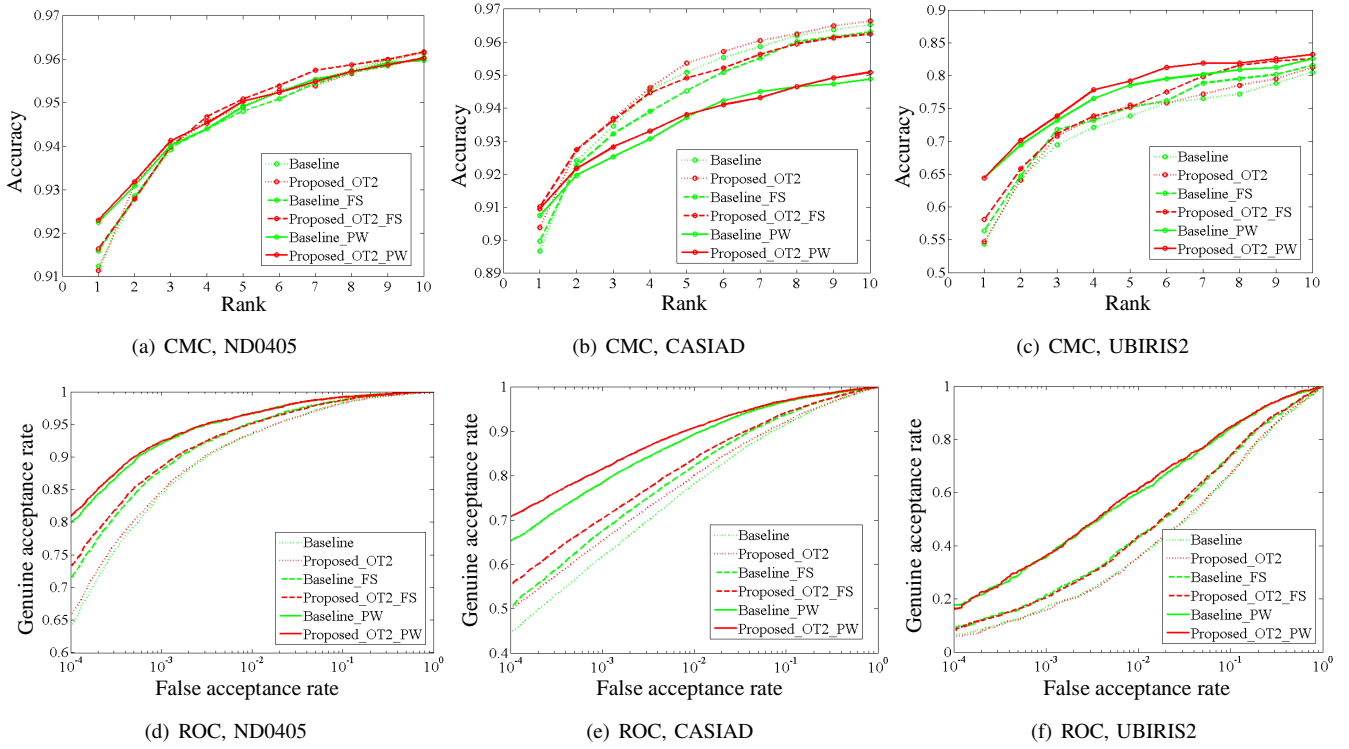 0.97
0.96
0.95
0.94
0.93
0.92
0.91
0 1 2 3 4 5 6 7 8 9 10
Accuracy
Rank
Baseline
Proposed_OT2
Baseline_FS
Proposed_OT2_FS
Baseline_PW
Proposed_OT2_PW
(a) CMC, ND0405
0.97
0.96
0.95
0.94
0.93
0.92
0.91
0.9
0.89
0 1 2 3 4 5 6 7 8 9 10
Accuracy
Rank
Baseline
Proposed_OT2
Baseline_FS
Proposed_OT2_FS
Baseline_PW
Proposed_OT2_PW
(b) CMC, CASIAD
0.9
0.85
0.8
0.75
0.7
0.65
0.6
0.55
0.5
0 1 2 3 4 5 6 7 8 9 10
Accuracy
Rank
Baseline
Proposed_OT2
Baseline_FS
Proposed_OT2_FS
Baseline_PW
Proposed_OT2_PW
(c) CMC, UBIRIS2
1
0.95
0.9
0.85
0.8
0.75
0.7
0.65
0.6
10-4 10-3 10-2 10-1 100
Genuine acceptance rate
False acceptance rate
Baseline
Proposed_OT2
Baseline_FS
Proposed_OT2_FS
Baseline_PW
Proposed_OT2_PW
(d) ROC, ND0405
1
0.9
0.8
0.7
0.6
0.5
0.4
10-4 10-3 10-2 10-1 100
Genuine acceptance rate
False acceptance rate
Baseline
Proposed_OT2
Baseline_FS
Proposed_OT2_FS
Baseline_PW
Proposed_OT2_PW
(e) ROC, CASIAD
1
0.8
0.6
0.4
0.2
0
10-4 10-3 10-2 10-1 100
Genuine acceptance rate
False acceptance rate
Baseline
Proposed_OT2
Baseline_FS
Proposed_OT2_FS
Baseline_PW
Proposed_OT2_PW
(f) ROC, UBIRIS2